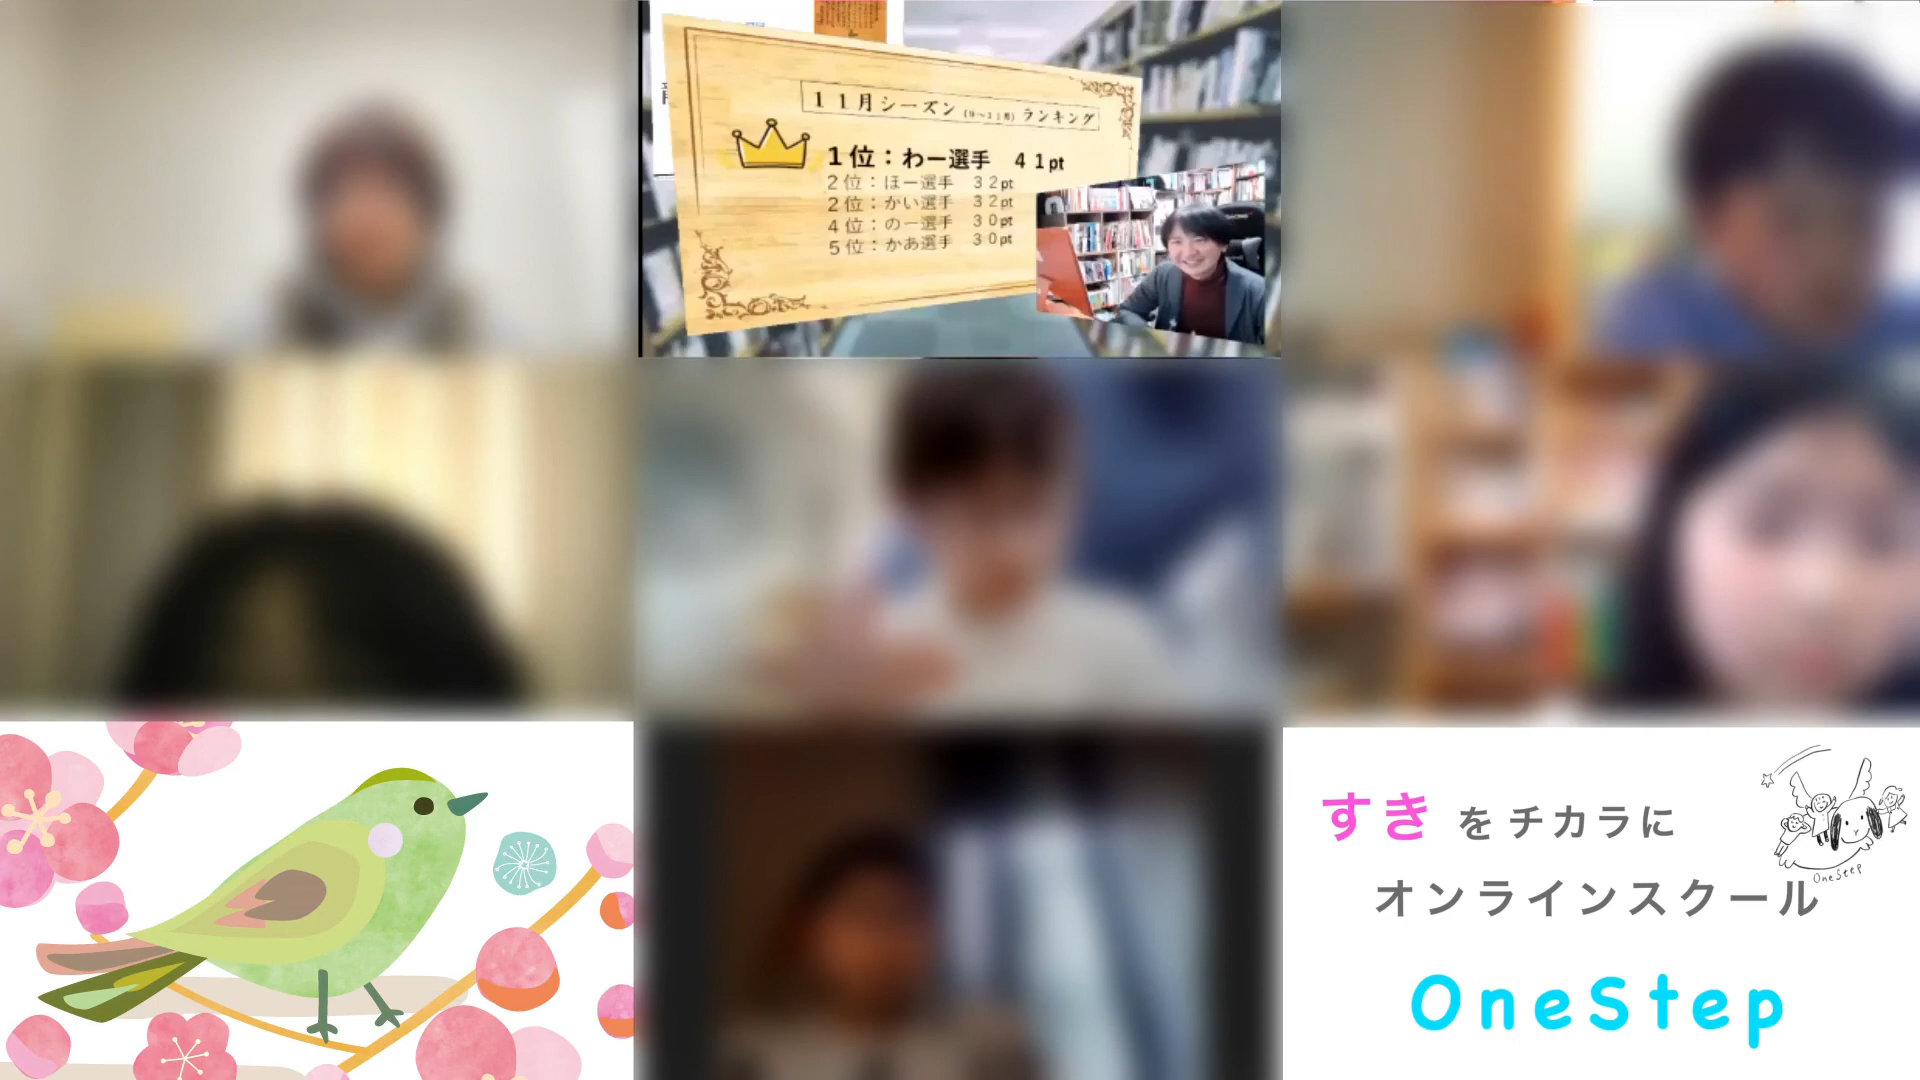 11月シーズン(9〜11月)ランキング
1位：わー選手 41pt
2位：ほー選手 32pt
2位：かい選手 32pt
4位：のー選手 30pt
5位：かあ選手 30pt
すきをチカラに
オンラインスクール
OneStep
OneStep